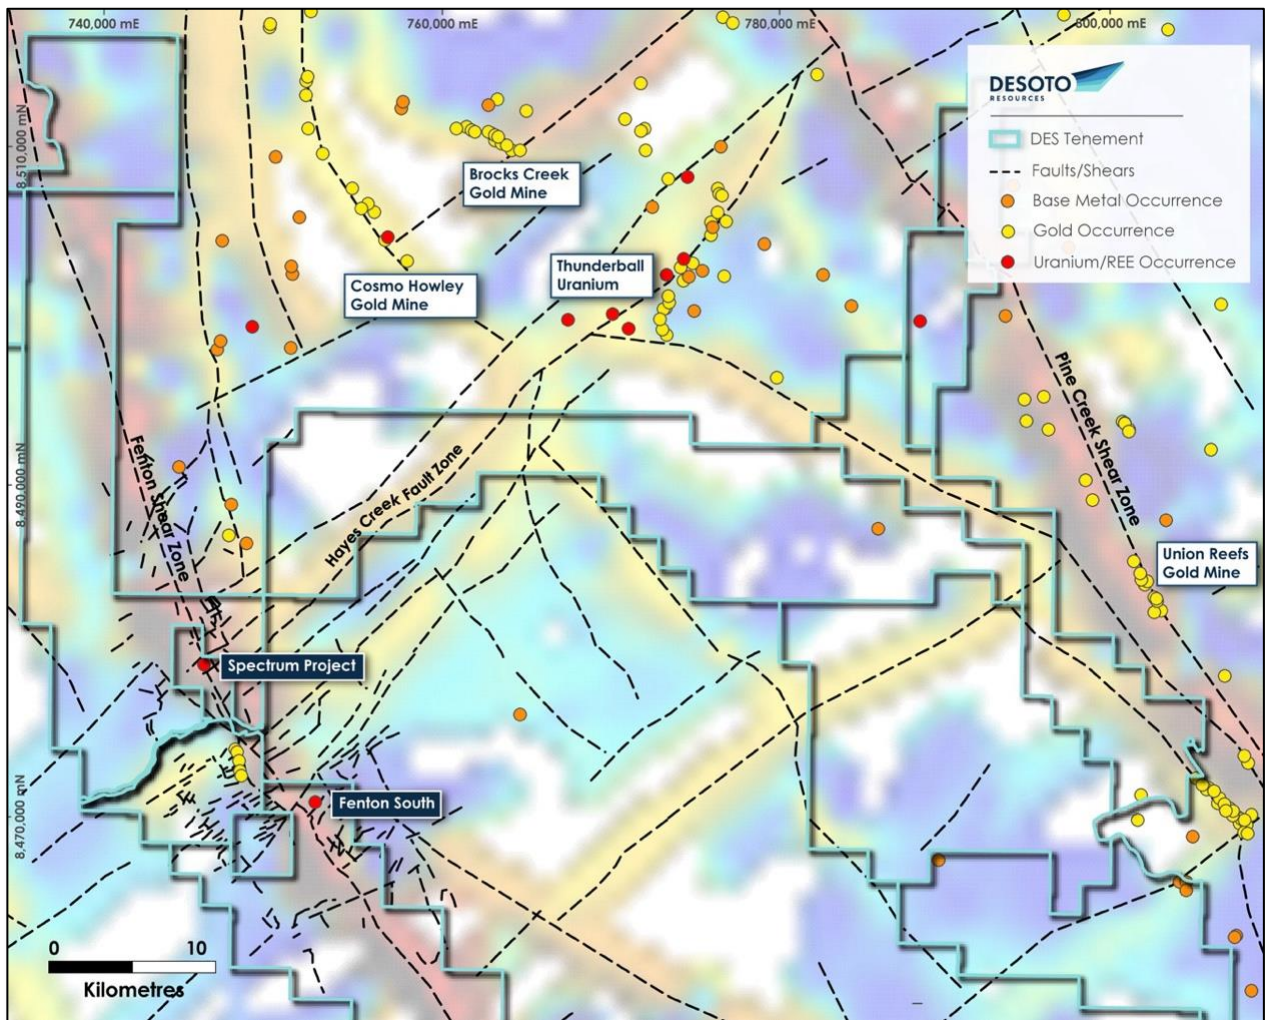 740,000 mE
760,000 mE
780,000 mE
800,000 mE
DESOTO
RESOURCES
DES Tenement
Faults/Shears
Base Metal Occurrence
Gold Occurrence
Uranium/REE Occurrence
8,510,000 mN
Brocks Creek
Gold Mine
Thunderball
Uranium
Cosmo Howley
Gold Mine
Pine Creek Shear Zone
Fenton Shear Zone
Hayes Creek Fault Zone
8,490,000 mN
Union Reefs
Gold Mine
Spectrum Project
Fenton South
8,470,000 mN
0 10
Kilometres